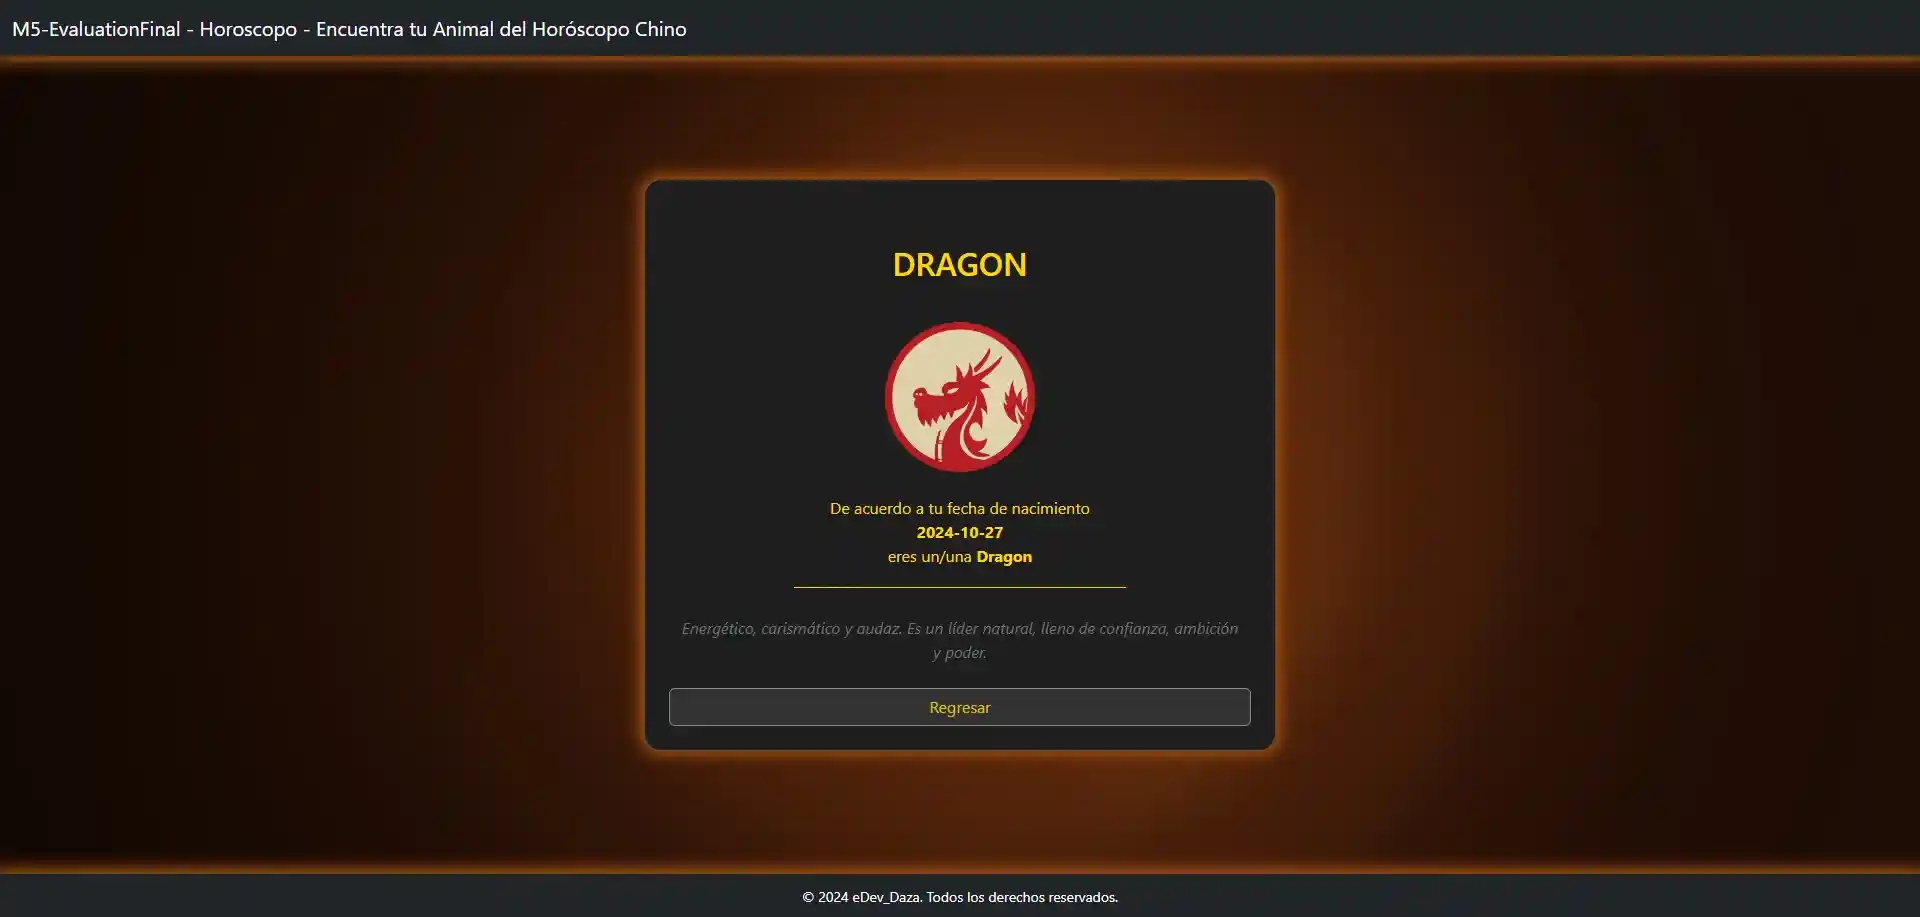 M5-EvaluationFinal - Horoscopo - Encuentra tu Animal del Horóscopo Chino
DRAGON
De acuerdo a tu fecha de nacimiento
2024-10-27
eres un/una Dragon
Energético, carismático y audaz. Es un líder natural, lleno de confianza, ambición
y poder.
Regresar
© 2024 eDev_Daza. Todos los derechos reservados.